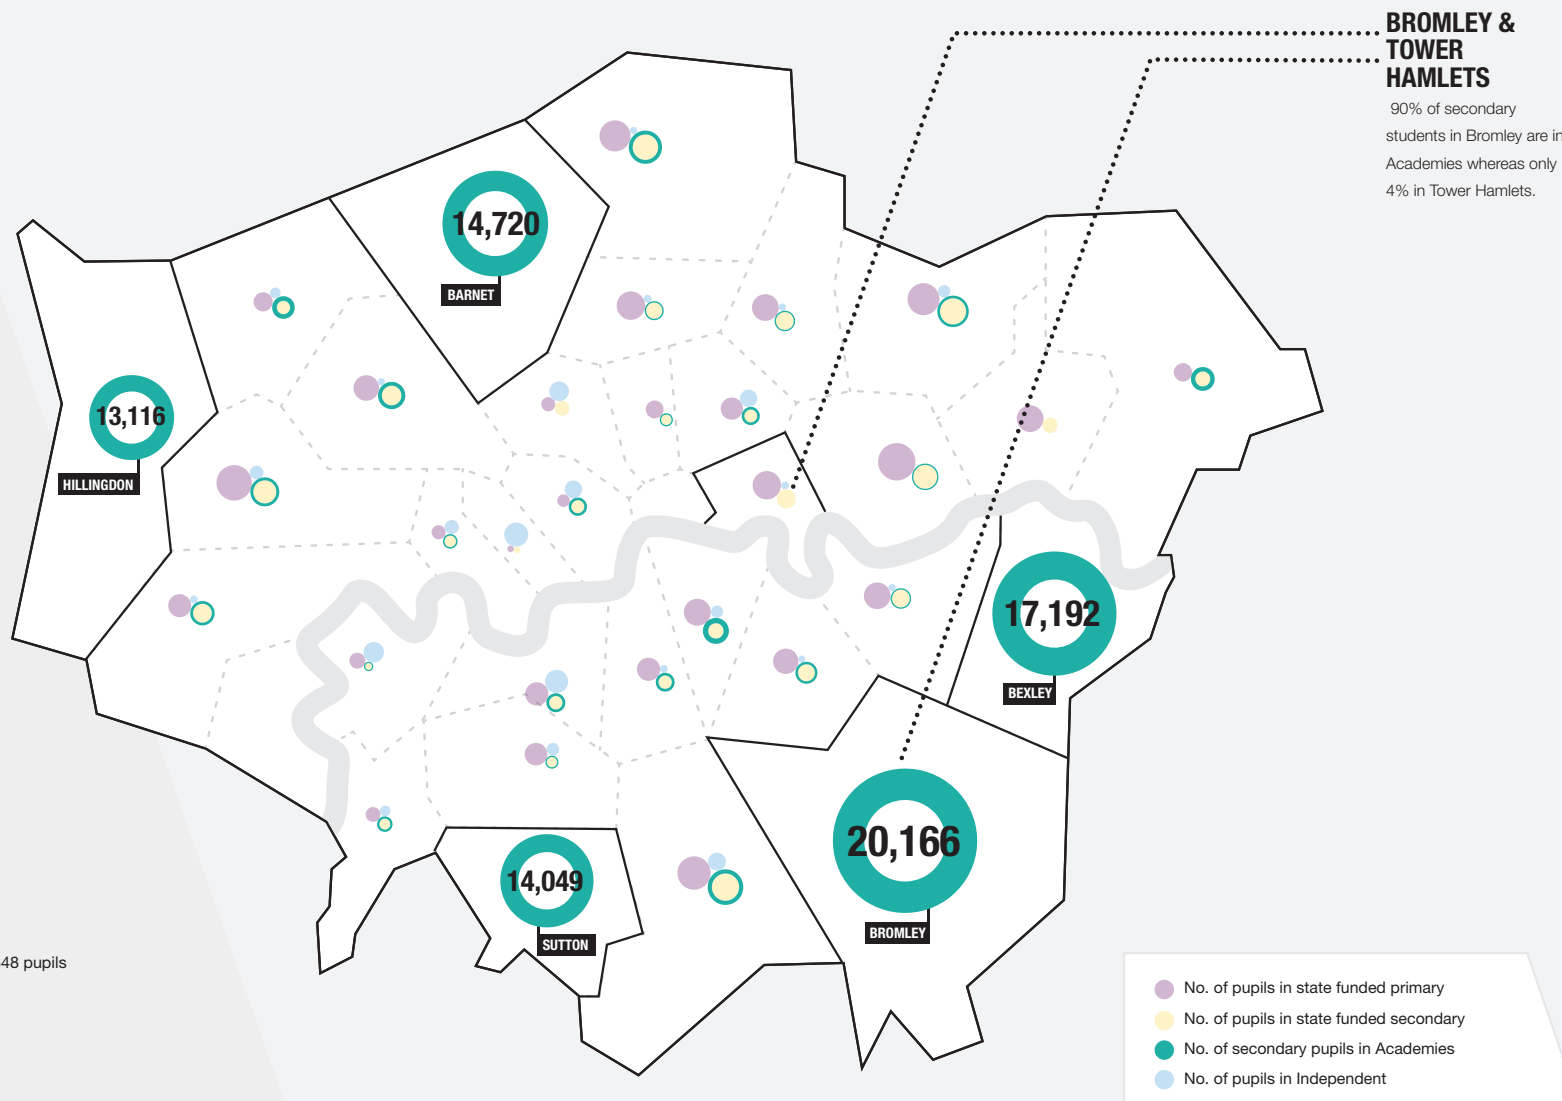 BROMLEY &
TOWER
HAMLETS
90% of secondary
students in Bromley are in
Academies whereas only
4% in Tower Hamlets.
14,720
BARNET
13,116
HILLINGDON
17,192
BEXLEY
20,166
BROMLEY
14,049
SUTTON
48 pupils
No. of pupils in state funded primary
No. of pupils in state funded secondary
No. of secondary pupils in Academies
No. of pupils in Independent